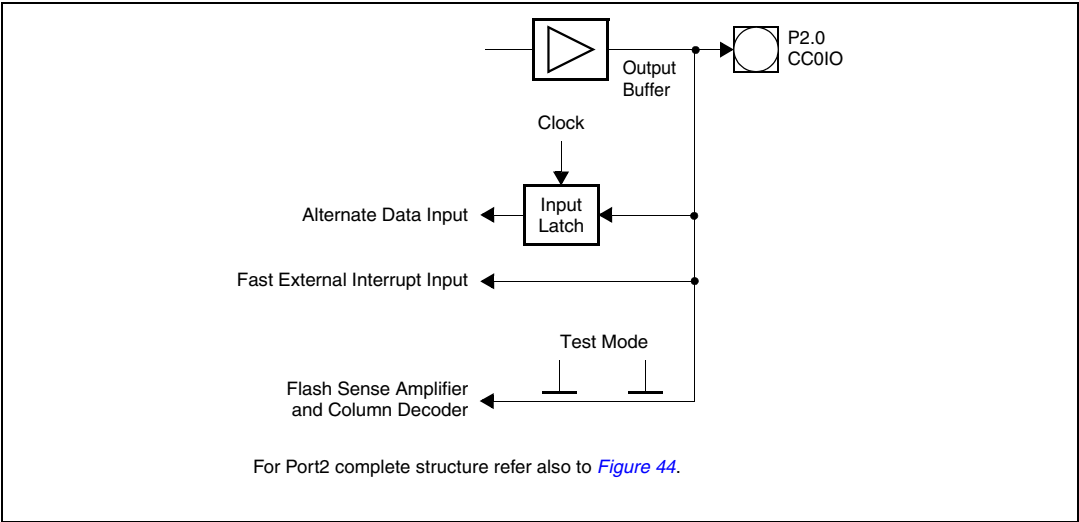 P2.0
CC0IO
Output
Buffer
Clock
Input
Latch
Alternate Data Input
Fast External Interrupt Input
Test Mode
Flash Sense Amplifier
and Column Decoder
For Port2 complete structure refer also to Figure 44.